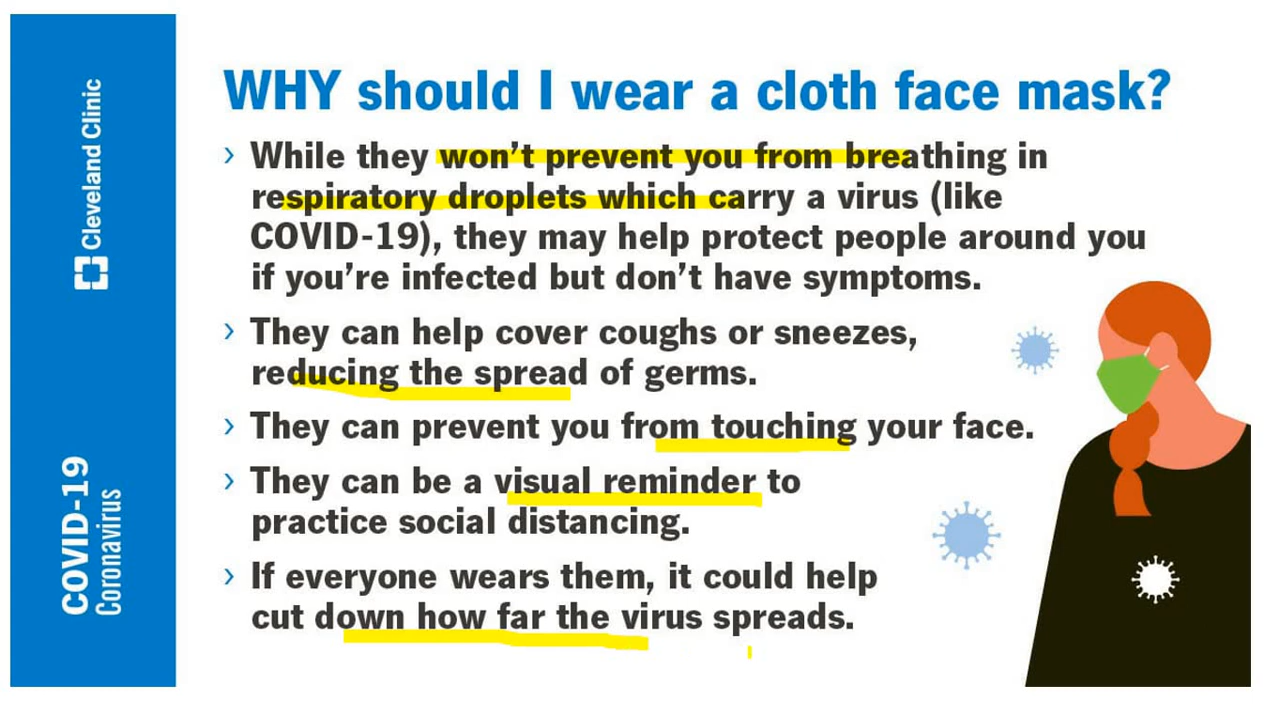 Cleveland Clinic
COVID-19
Coronavirus
WHY should I wear a cloth face mask?
› While they won't prevent you from breathing in
respiratory droplets which carry a virus (like
COVID-19), they may help protect people around you
if you're infected but don't have symptoms.
› They can help cover coughs or sneezes,
reducing the spread of germs.
› They can prevent you from touching your face.
› They can be a visual reminder to
practice social distancing.
› If everyone wears them, it could help
cut down how far the virus spreads.